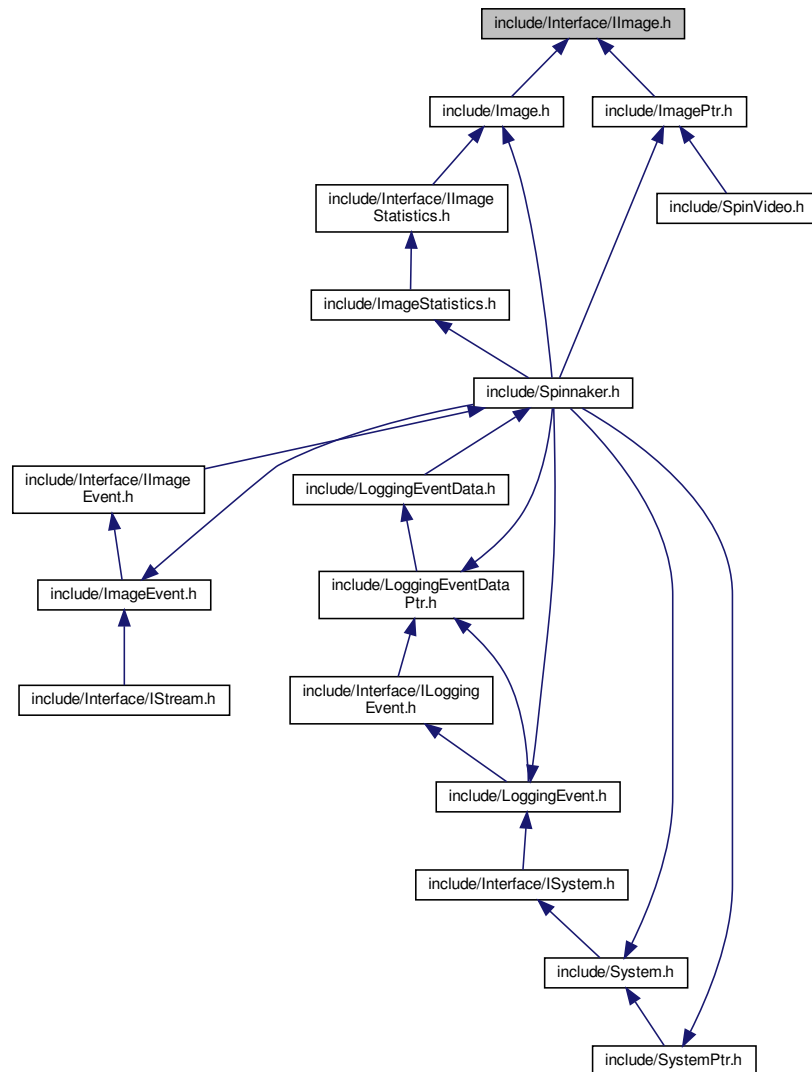 include/Interface/IImage.h
include/Image.h
include/ImagePtr.h
include/Interface/IImage
Statistics.h
include/SpinVideo.h
include/ImageStatistics.h
include/Spinnaker.h
include/Interface/IImage
Event.h
include/LoggingEventData.h
include/ImageEvent.h
include/LoggingEventData
Ptr.h
include/Interface/IStream.h
include/Interface/ILogging
Event.h
include/LoggingEvent.h
include/Interface/ISystem.h
include/System.h
include/SystemPtr.h